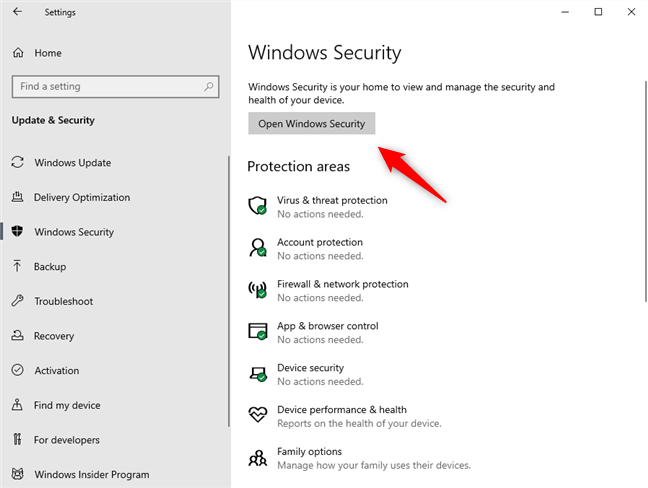 Settings
Home
Find a setting
Update & Security
Windows Update
Delivery Optimization
Windows Security
Backup
Troubleshoot
Recovery
Activation
Find my device
For developers
Windows Insider Program
Windows Security
Windows Security is your home to view and manage the security and
health of your device.
Open Windows Security
Protection areas
Virus & threat protection
No actions needed.
Account protection
No actions needed.
Firewall & network protection
No actions needed.
App & browser control
No actions needed.
Device security
No actions needed.
Device performance & health
Reports on the health of your device.
Family options
Manage how your family uses their devices.